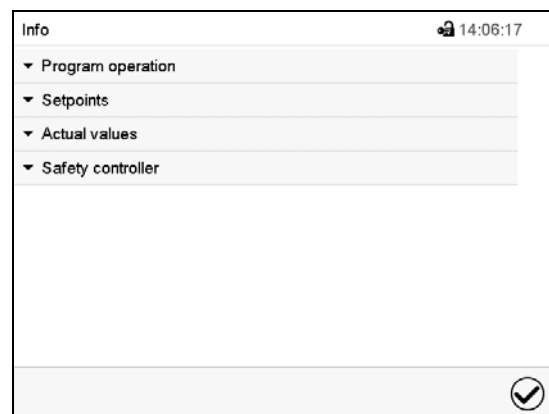 Info 14:06:17
Program operation
Setpoints
Actual values
Safety controller